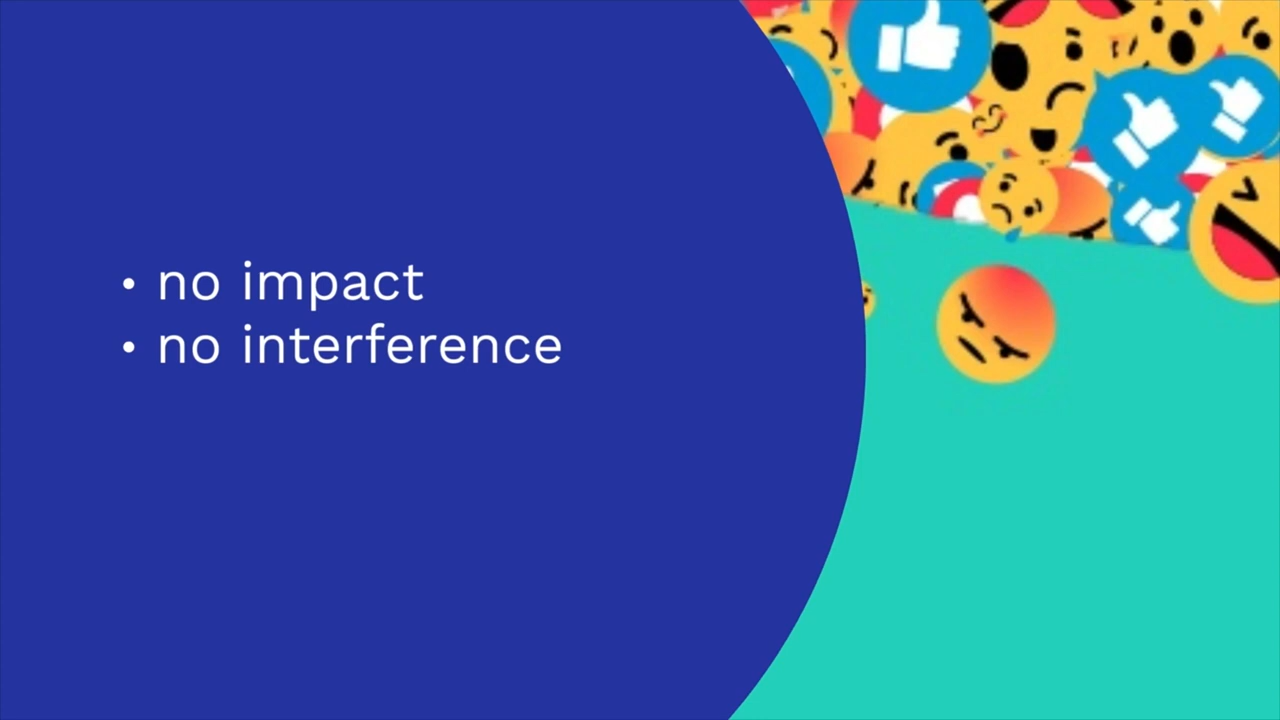 • no impact
• no interference